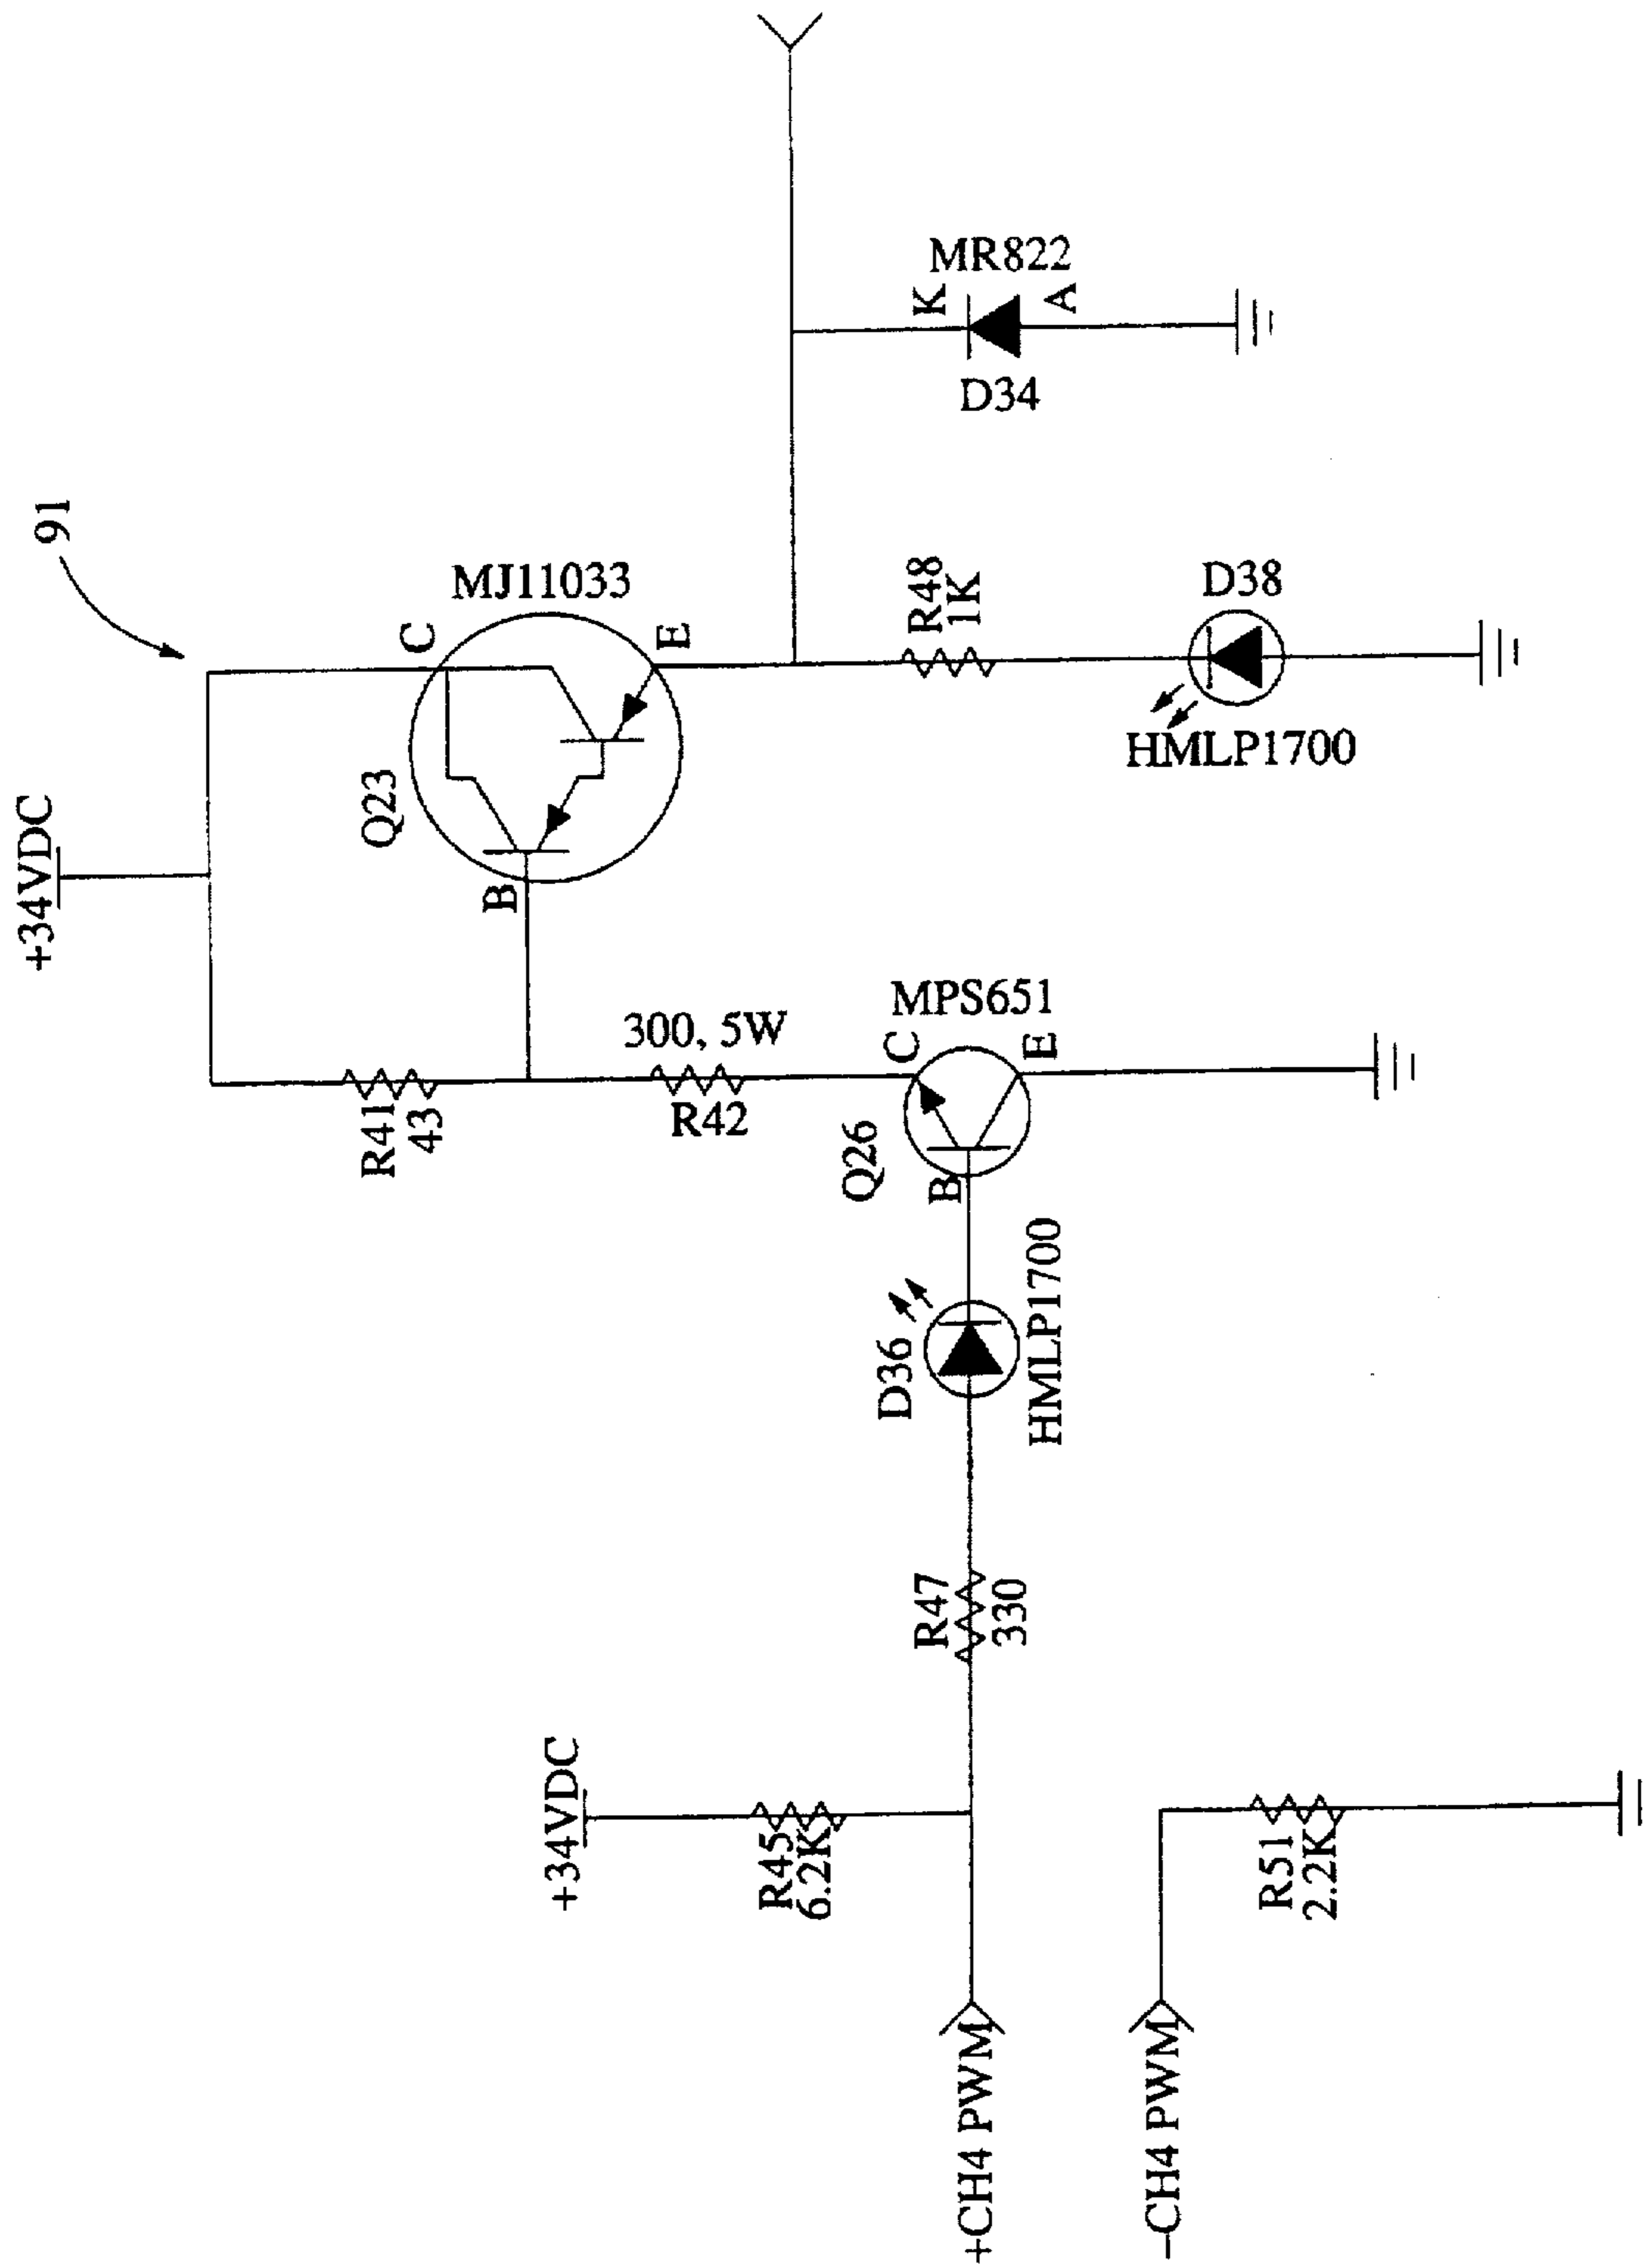 91
+34VDC
MJ11033
C
E
Q23
B
MR822
K
A
D34
R48
1K
D38
HMLP1700
R41
43
300, 5W
R42
MPS651
C
E
Q26
B
D36
HMLP1700
R47
330
+34VDC
R45
6.2K
R51
2.2K
+CH4 PWM
−CH4 PWM